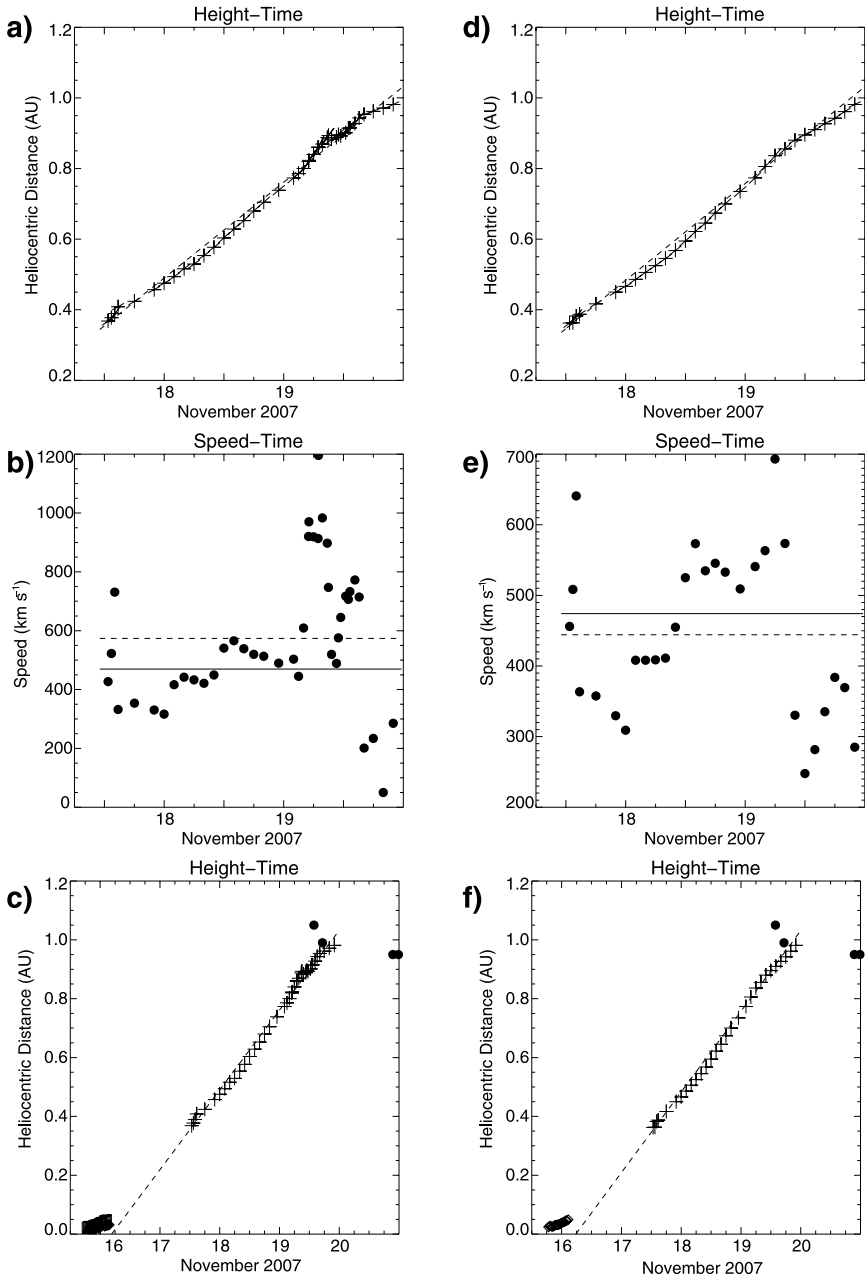 a)
Height–Time
1.2
1.0
0.8
0.6
0.4
0.2
Heliocentric Distance (AU)
18
19
November 2007
d)
Height–Time
1.2
1.0
0.8
0.6
0.4
0.2
Heliocentric Distance (AU)
18
19
November 2007
b)
Speed–Time
1200
1000
800
600
400
200
0
Speed (km s⁻¹)
18
19
November 2007
e)
Speed–Time
700
600
500
400
300
200
Speed (km s⁻¹)
18
19
November 2007
c)
Height–Time
1.2
1.0
0.8
0.6
0.4
0.2
0.0
Heliocentric Distance (AU)
16
17
18
19
20
November 2007
f)
Height–Time
1.2
1.0
0.8
0.6
0.4
0.2
0.0
Heliocentric Distance (AU)
16
17
18
19
20
November 2007